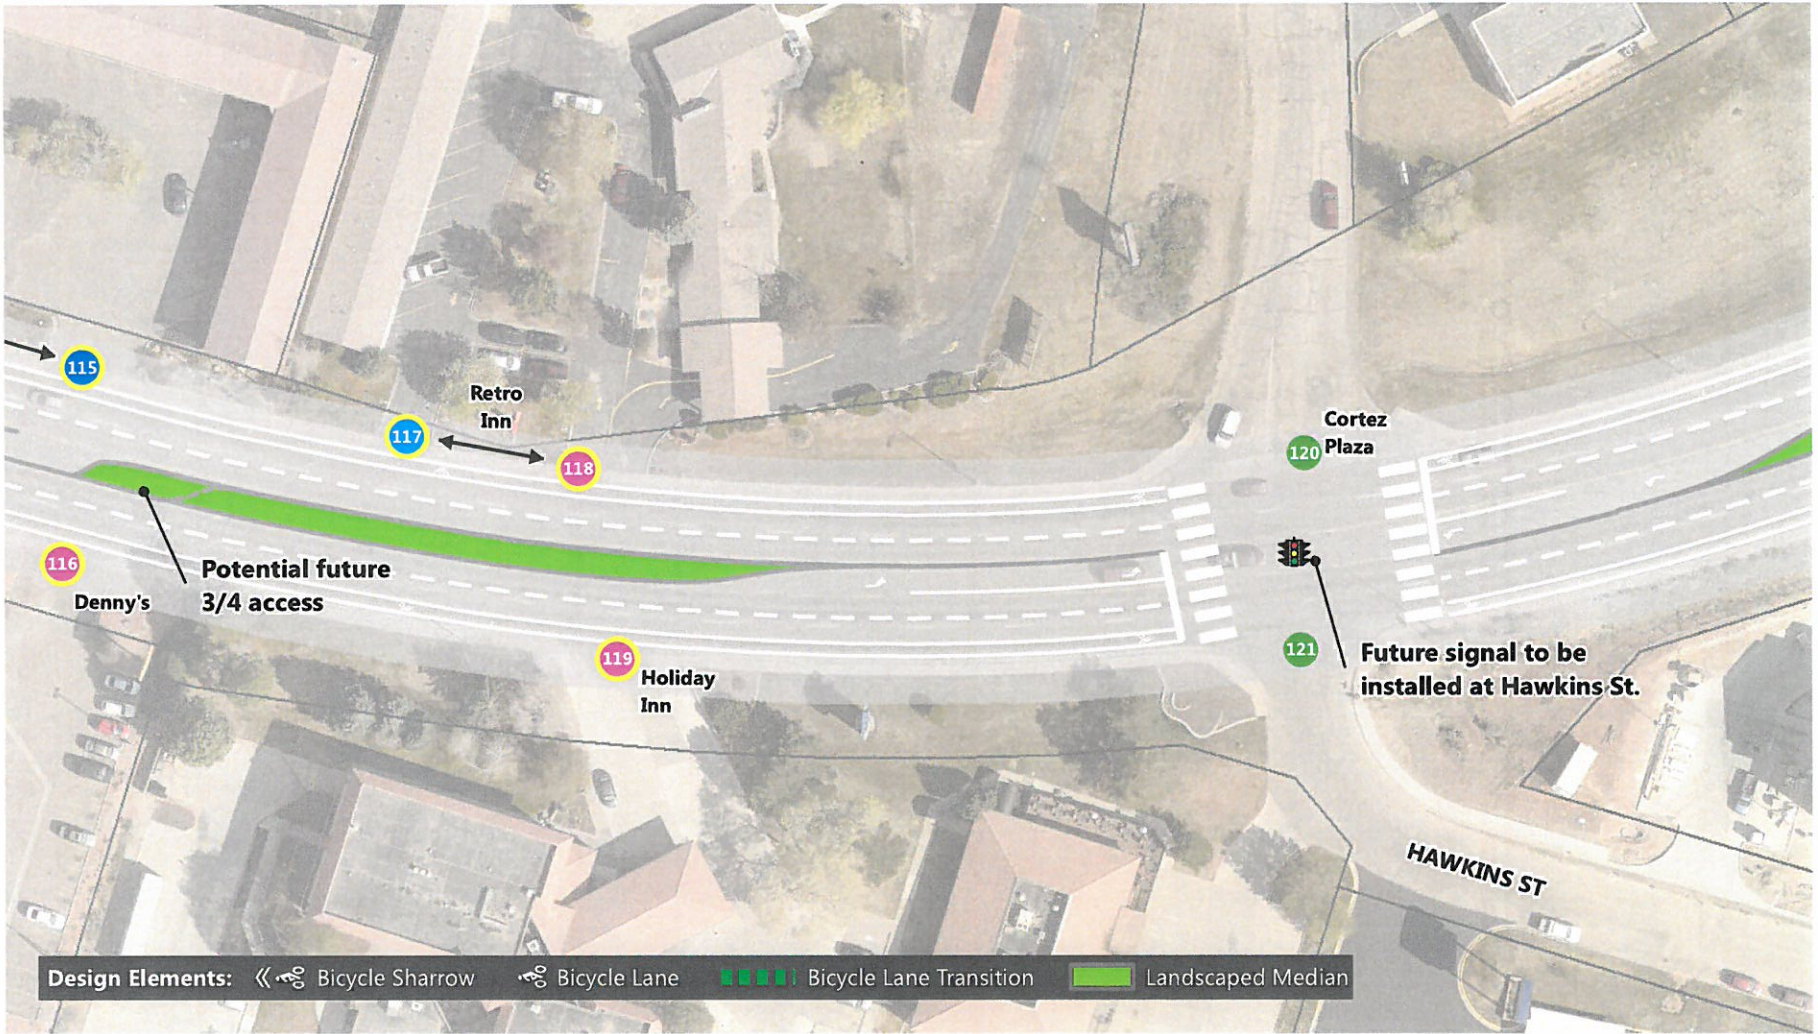 115
117
Retro
Inn
118
Cortez
Plaza
120
116
Denny's
Potential future
3/4 access
119
Holiday
Inn
121
Future signal to be
installed at Hawkins St.
HAWKINS ST
Design Elements: Bicycle Sharrow Bicycle Lane Bicycle Lane Transition Landscaped Median